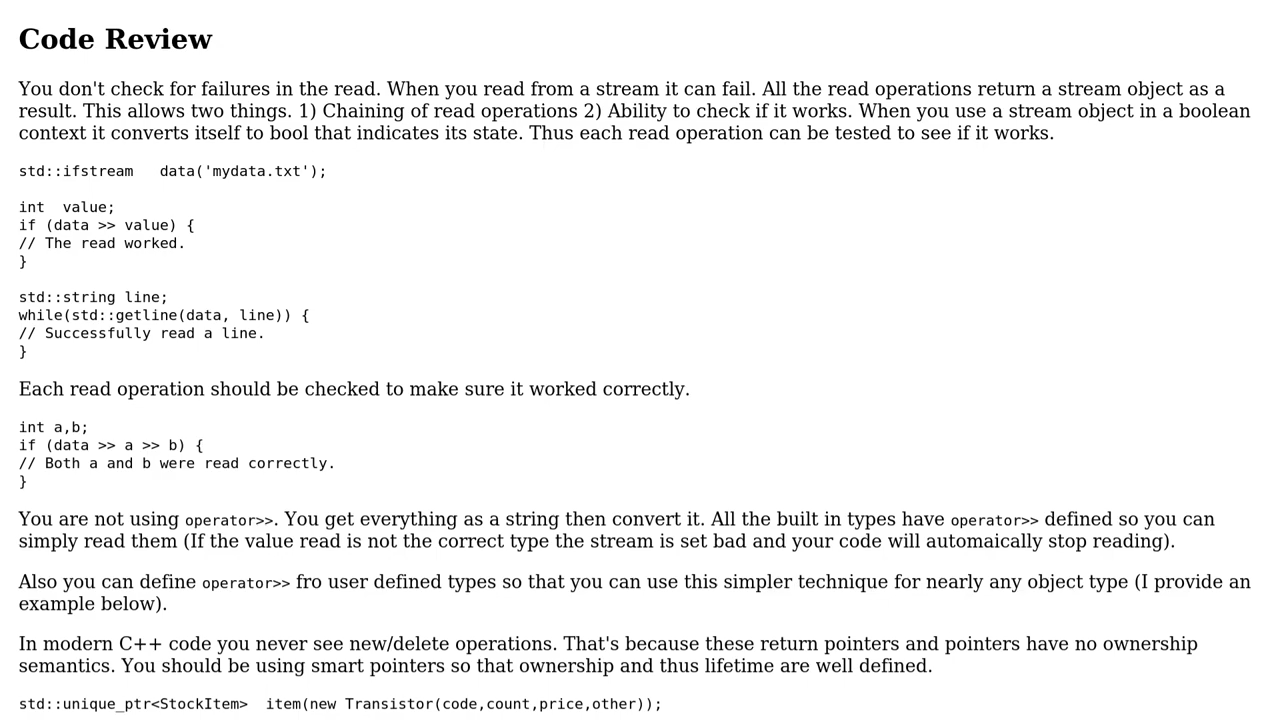 Code Review
You don't check for failures in the read. When you read from a stream it can fail. All the read operations return a stream object as a
result. This allows two things. 1) Chaining of read operations 2) Ability to check if it works. When you use a stream object in a boolean
context it converts itself to bool that indicates its state. Thus each read operation can be tested to see if it works.
std::ifstream   data('mydata.txt');
int  value;
if (data >> value) {
// The read worked.
}
std::string line;
while(std::getline(data, line)) {
// Successfully read a line.
}
Each read operation should be checked to make sure it worked correctly.
int a,b;
if (data >> a >> b) {
// Both a and b were read correctly.
}
You are not using operator>>. You get everything as a string then convert it. All the built in types have operator>> defined so you can
simply read them (If the value read is not the correct type the stream is set bad and your code will automaically stop reading).
Also you can define operator>> fro user defined types so that you can use this simpler technique for nearly any object type (I provide an
example below).
In modern C++ code you never see new/delete operations. That's because these return pointers and pointers have no ownership
semantics. You should be using smart pointers so that ownership and thus lifetime are well defined.
std::unique_ptr<StockItem>  item(new Transistor(code,count,price,other));